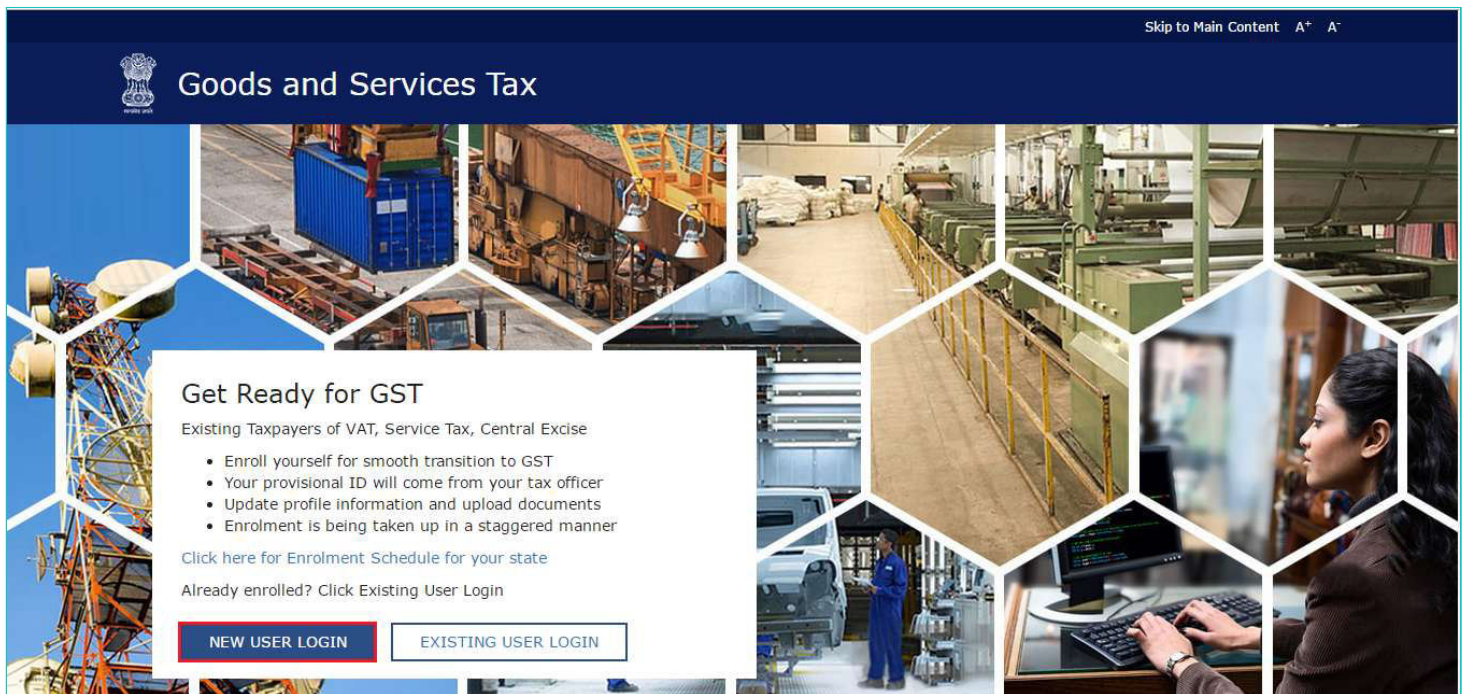 Skip to Main Content A+ A-
Goods and Services Tax
Get Ready for GST
Existing Taxpayers of VAT, Service Tax, Central Excise
• Enroll yourself for smooth transition to GST
• Your provisional ID will come from your tax officer
• Update profile information and upload documents
• Enrolment is being taken up in a staggered manner
Click here for Enrolment Schedule for your state
Already enrolled? Click Existing User Login
NEW USER LOGIN EXISTING USER LOGIN